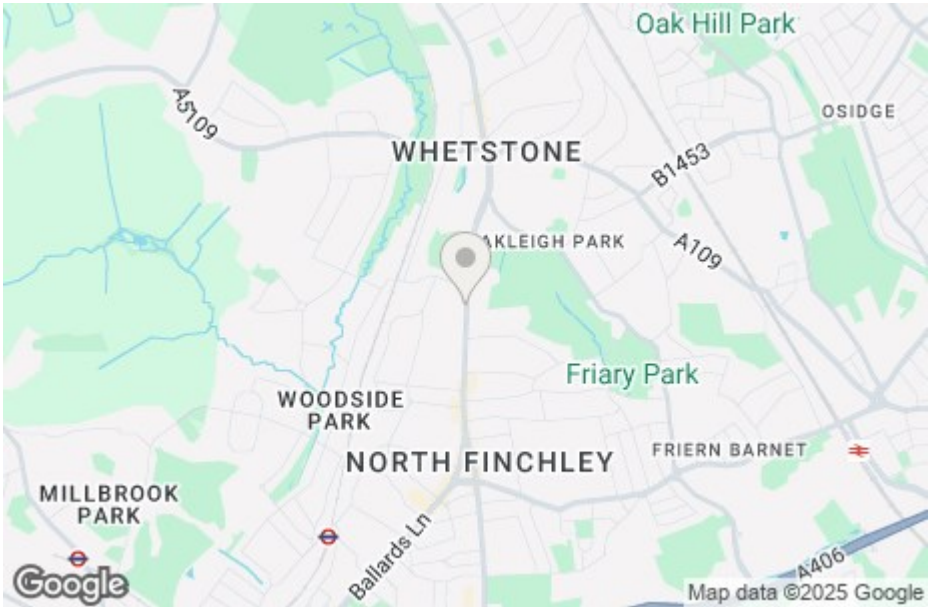 Oak Hill Park
A5109
OSIDGE
WHETSTONE
B1453
AKLEIGH PARK
A109
Friary Park
WOODSIDE
PARK
NORTH FINCHLEY
FRIERN BARNET
MILLBROOK
PARK
Ballards Ln
A406
Google
Map data ©2025 Google